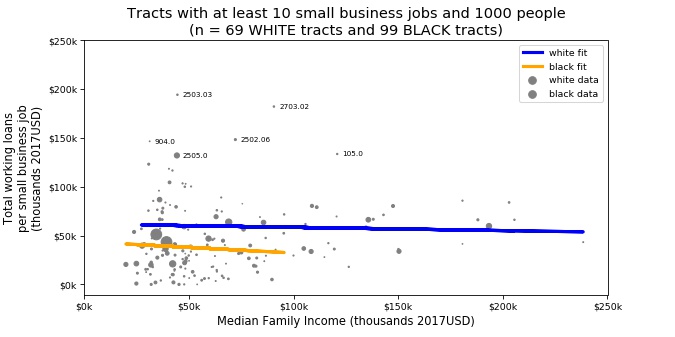 Tracts with at least 10 small business jobs and 1000 people
(n = 69 WHITE tracts and 99 BLACK tracts)
Total working loans
per small business job
(thousands 2017USD)
$250k
$200k
$150k
$100k
$50k
$0k
white fit
black fit
white data
black data
2503.03
2703.02
904.0
2502.06
2505.0
105.0
$0k $50k $100k $150k $200k $250k
Median Family Income (thousands 2017USD)